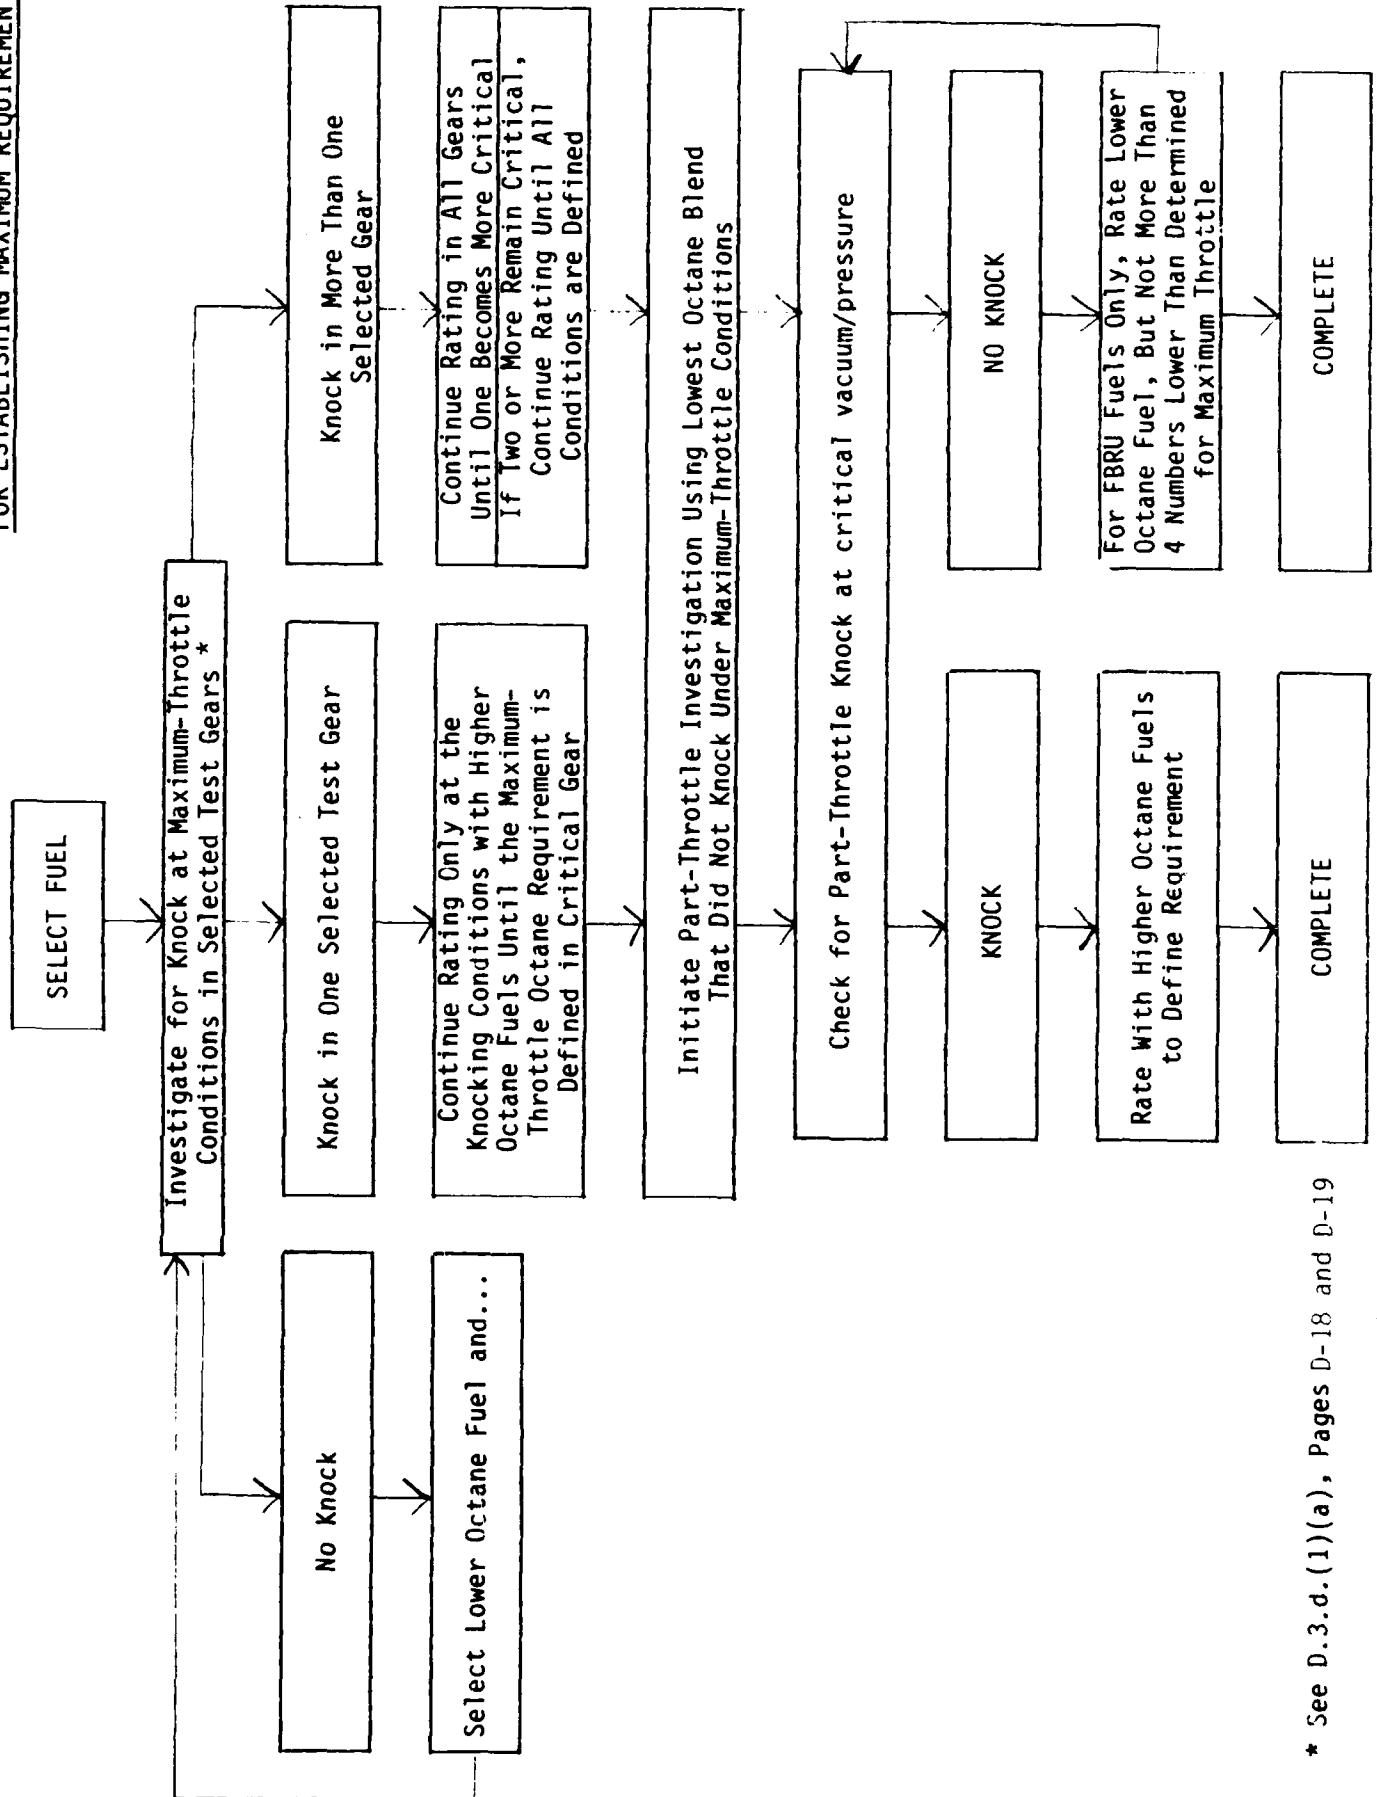 FOR ESTABLISHING MAXIMUM REQUIREMEN
SELECT FUEL
Investigate for Knock at Maximum-Throttle
Conditions in Selected Test Gears *
No Knock
Knock in One Selected Test Gear
Knock in More Than One
Selected Gear
Select Lower Octane Fuel and...
Continue Rating Only at the
Knocking Conditions with Higher
Octane Fuels Until the Maximum-
Throttle Octane Requirement is
Defined in Critical Gear
Continue Rating in All Gears
Until One Becomes More Critical
If Two or More Remain Critical,
Continue Rating Until All
Conditions are Defined
Initiate Part-Throttle Investigation Using Lowest Octane Blend
That Did Not Knock Under Maximum-Throttle Conditions
Check for Part-Throttle Knock at critical vacuum/pressure
KNOCK
NO KNOCK
Rate With Higher Octane Fuels
to Define Requirement
For FBRU Fuels Only, Rate Lower
Octane Fuel, But Not More Than
4 Numbers Lower Than Determined
for Maximum Throttle
COMPLETE
COMPLETE
* See D.3.d.(1)(a), Pages D-18 and D-19